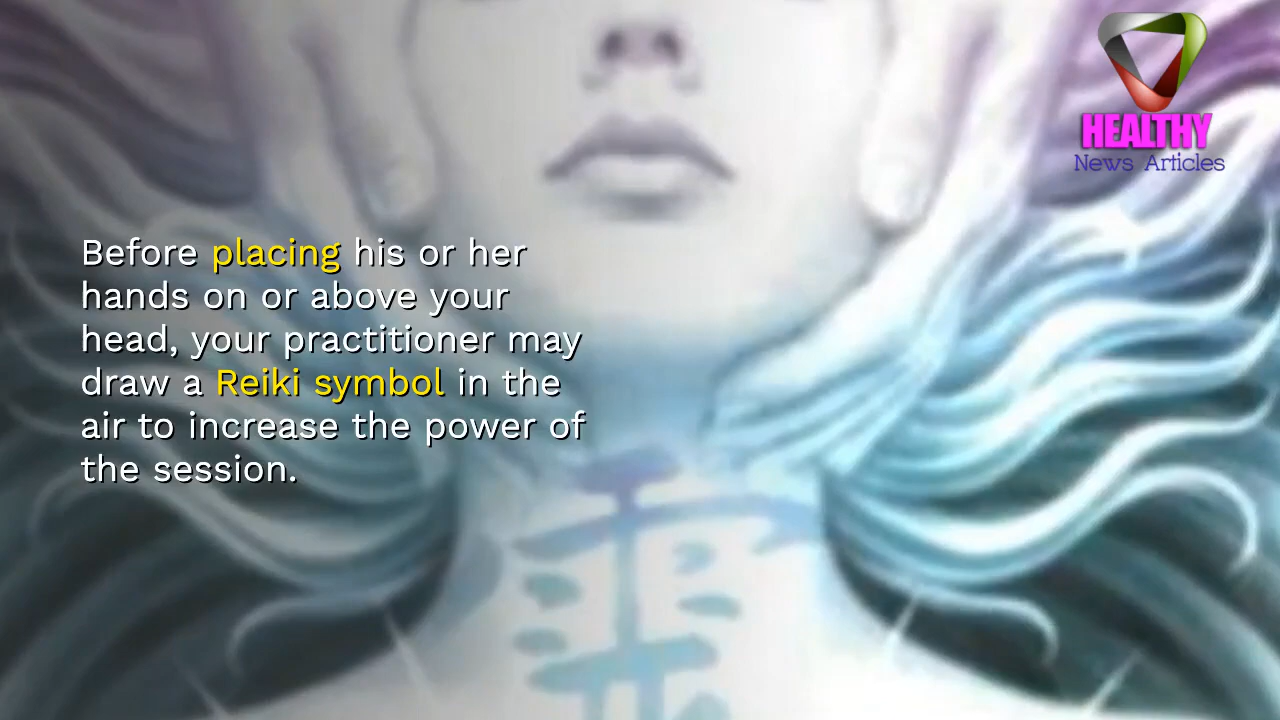 HEALTHY
News Articles
Before placing his or her
hands on or above your
head, your practitioner may
draw a Reiki symbol in the
air to increase the power of
the session.